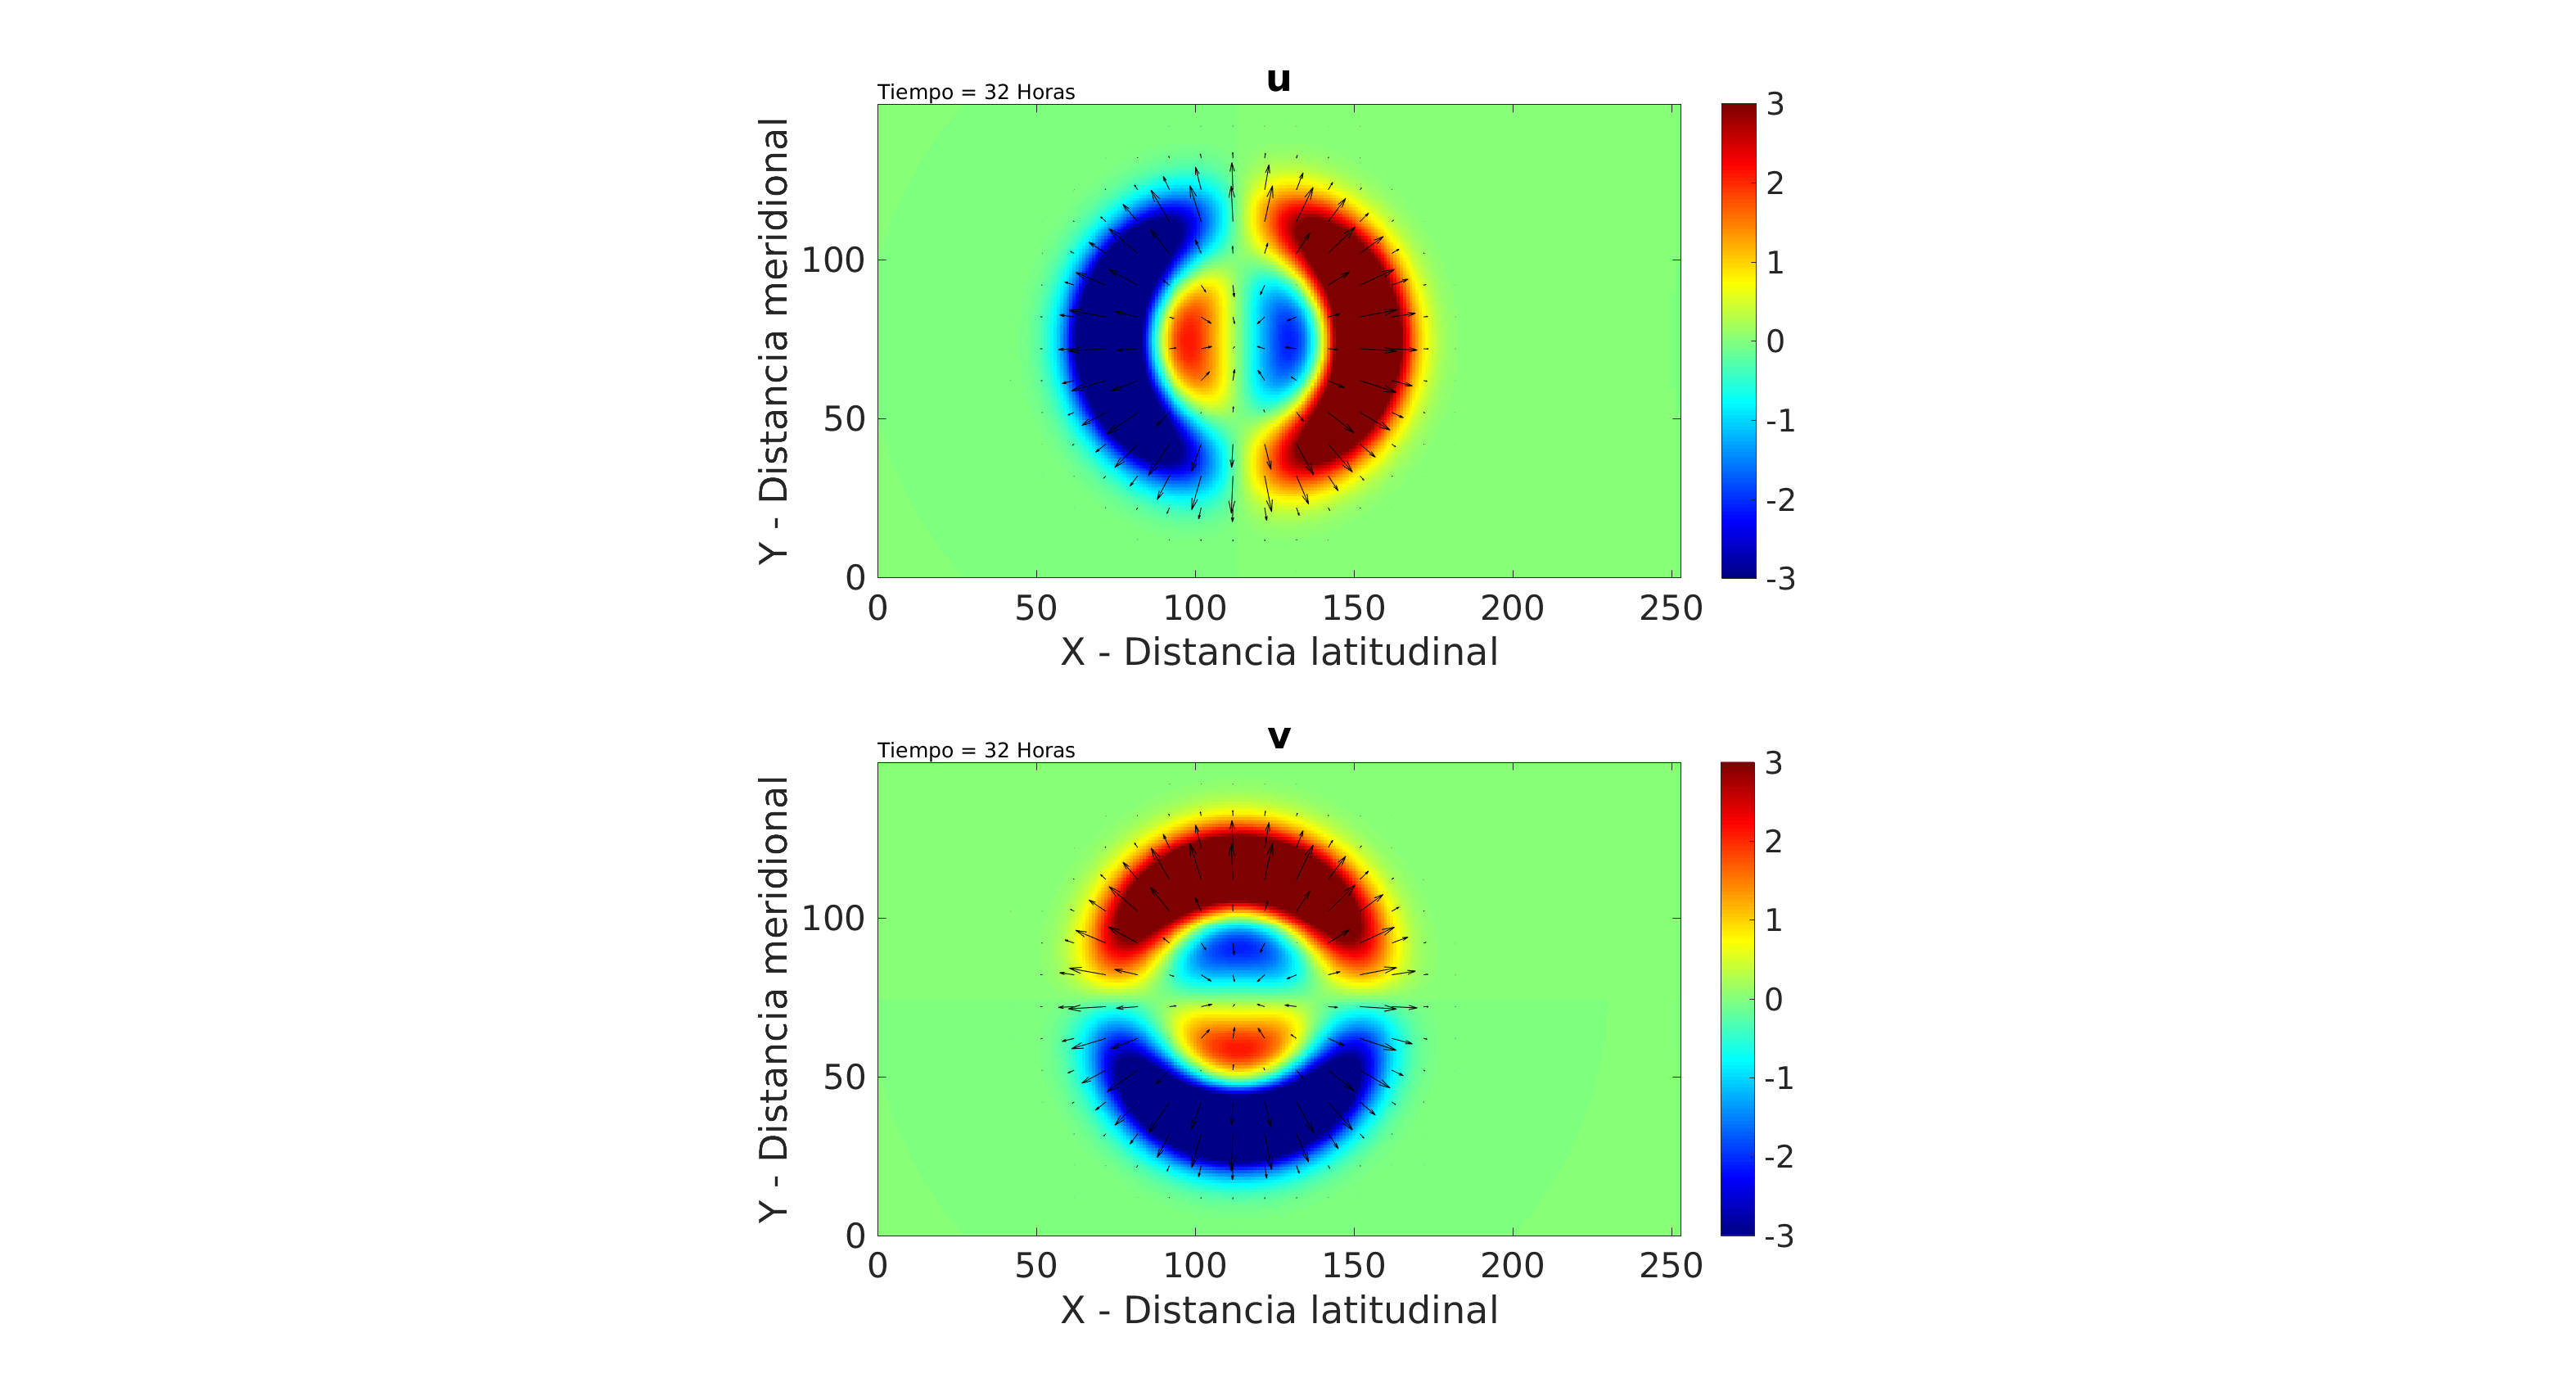 u
Tiempo = 32 Horas
Y - Distancia meridional
100
50
0
0 50 100 150 200 250
X - Distancia latitudinal
3
2
1
0
-1
-2
-3
v
Tiempo = 32 Horas
Y - Distancia meridional
100
50
0
0 50 100 150 200 250
X - Distancia latitudinal
3
2
1
0
-1
-2
-3